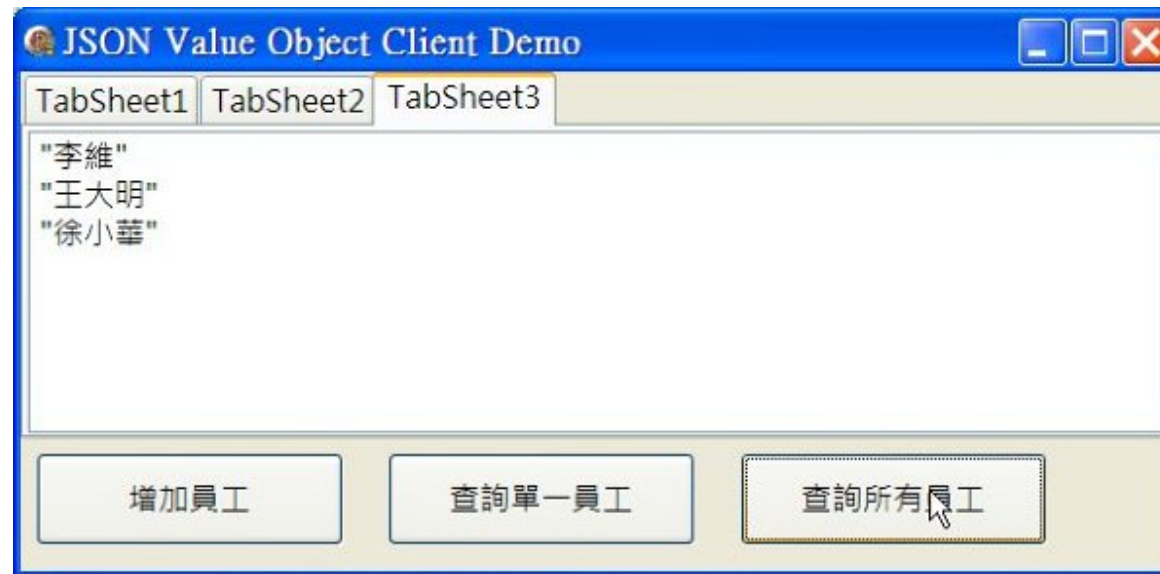 JSON Value Object Client Demo
TabSheet1 TabSheet2 TabSheet3
"李維"
"王大明"
"徐小華"
增加員工 查詢單一員工 查詢所有員工